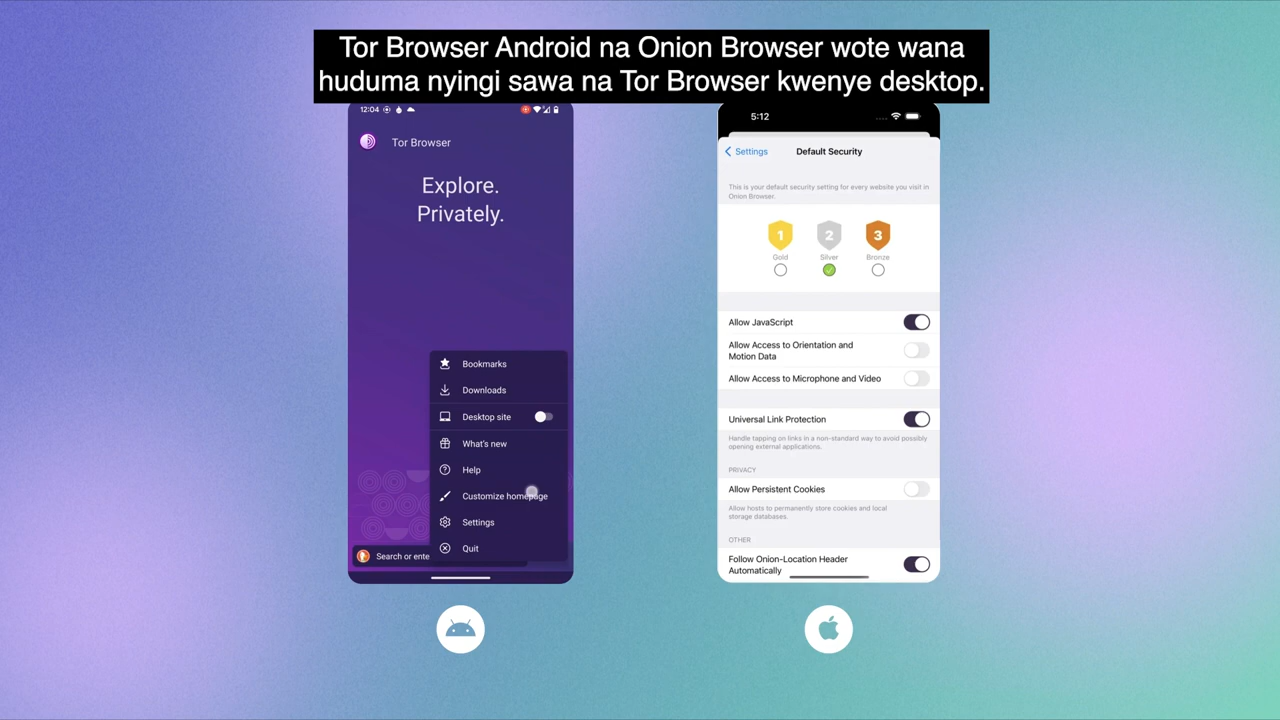 Tor Browser Android na Onion Browser wote wana
huduma nyingi sawa na Tor Browser kwenye desktop.
12:04
Tor Browser
Explore.
Privately.
Bookmarks
Downloads
Desktop site
What's new
Help
Customize homepage
Settings
Quit
Search or ente
5:12
Settings
Default Security
This is your default security setting for every website you visit in
Onion Browser.
1
2
3
Gold
Silver
Bronze
Allow JavaScript
Allow Access to Orientation and
Motion Data
Allow Access to Microphone and Video
Universal Link Protection
Handle tapping on links in a non-standard way to avoid possibly
opening external applications.
PRIVACY
Allow Persistent Cookies
Allow hosts to permanently store cookies and local
storage databases.
OTHER
Follow Onion-Location Header
Automatically